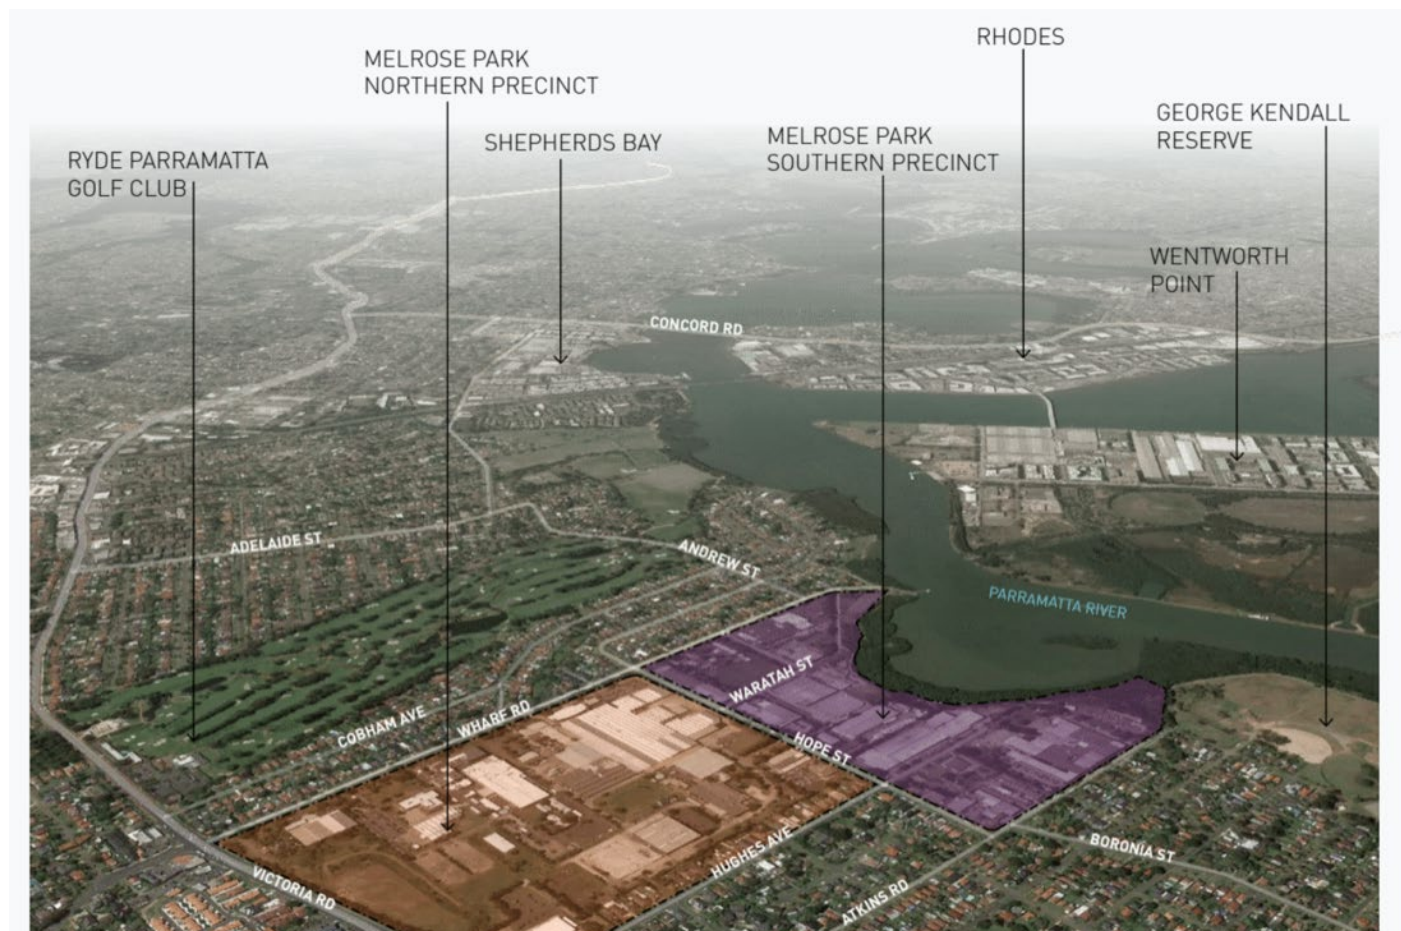 RHODES
MELROSE PARK
NORTHERN PRECINCT
GEORGE KENDALL
RESERVE
SHEPHERDS BAY
MELROSE PARK
SOUTHERN PRECINCT
RYDE PARRAMATTA
GOLF CLUB
WENTWORTH
POINT
CONCORD RD
ADELAIDE ST
ANDREW ST
PARRAMATTA RIVER
WARATAH ST
COBHAM AVE
WHARF RD
HOPE ST
HUGHES AVE
BORONIA ST
VICTORIA RD
ATKINS RD